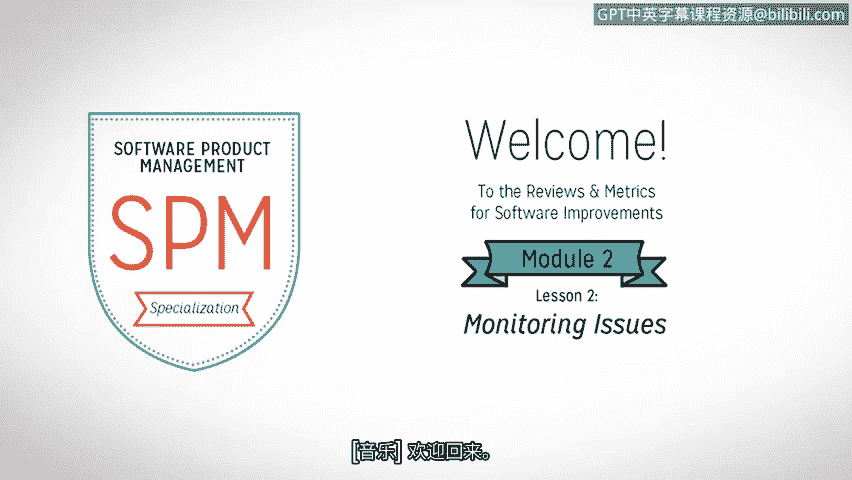 GPT中英字幕课程资源@bilibili.com
SOFTWARE PRODUCT
MANAGEMENT
SPM
Specialization
Welcome!
To the Reviews & Metrics
for Software Improvements
Module 2
Lesson 2:
Monitoring Issues
[音乐] 欢迎回来。